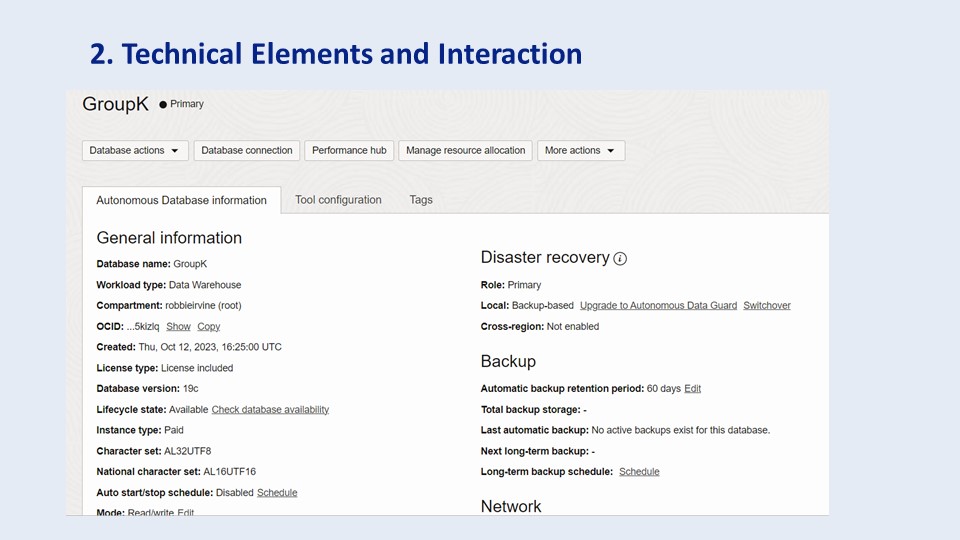 2. Technical Elements and Interaction
GroupK ● Primary
Database actions
Database connection
Performance hub
Manage resource allocation
More actions
Autonomous Database information
Tool configuration
Tags
General information
Database name: GroupK
Workload type: Data Warehouse
Compartment: robbieirvine (root)
OCID: ...5kizlq Show Copy
Created: Thu, Oct 12, 2023, 16:25:00 UTC
License type: License included
Database version: 19c
Lifecycle state: Available Check database availability
Instance type: Paid
Character set: AL32UTF8
National character set: AL16UTF16
Auto start/stop schedule: Disabled Schedule
Mode: Read/write Edit
Disaster recovery i
Role: Primary
Local: Backup-based Upgrade to Autonomous Data Guard Switchover
Cross-region: Not enabled
Backup
Automatic backup retention period: 60 days Edit
Total backup storage: -
Last automatic backup: No active backups exist for this database.
Next long-term backup: -
Long-term backup schedule: Schedule
Network